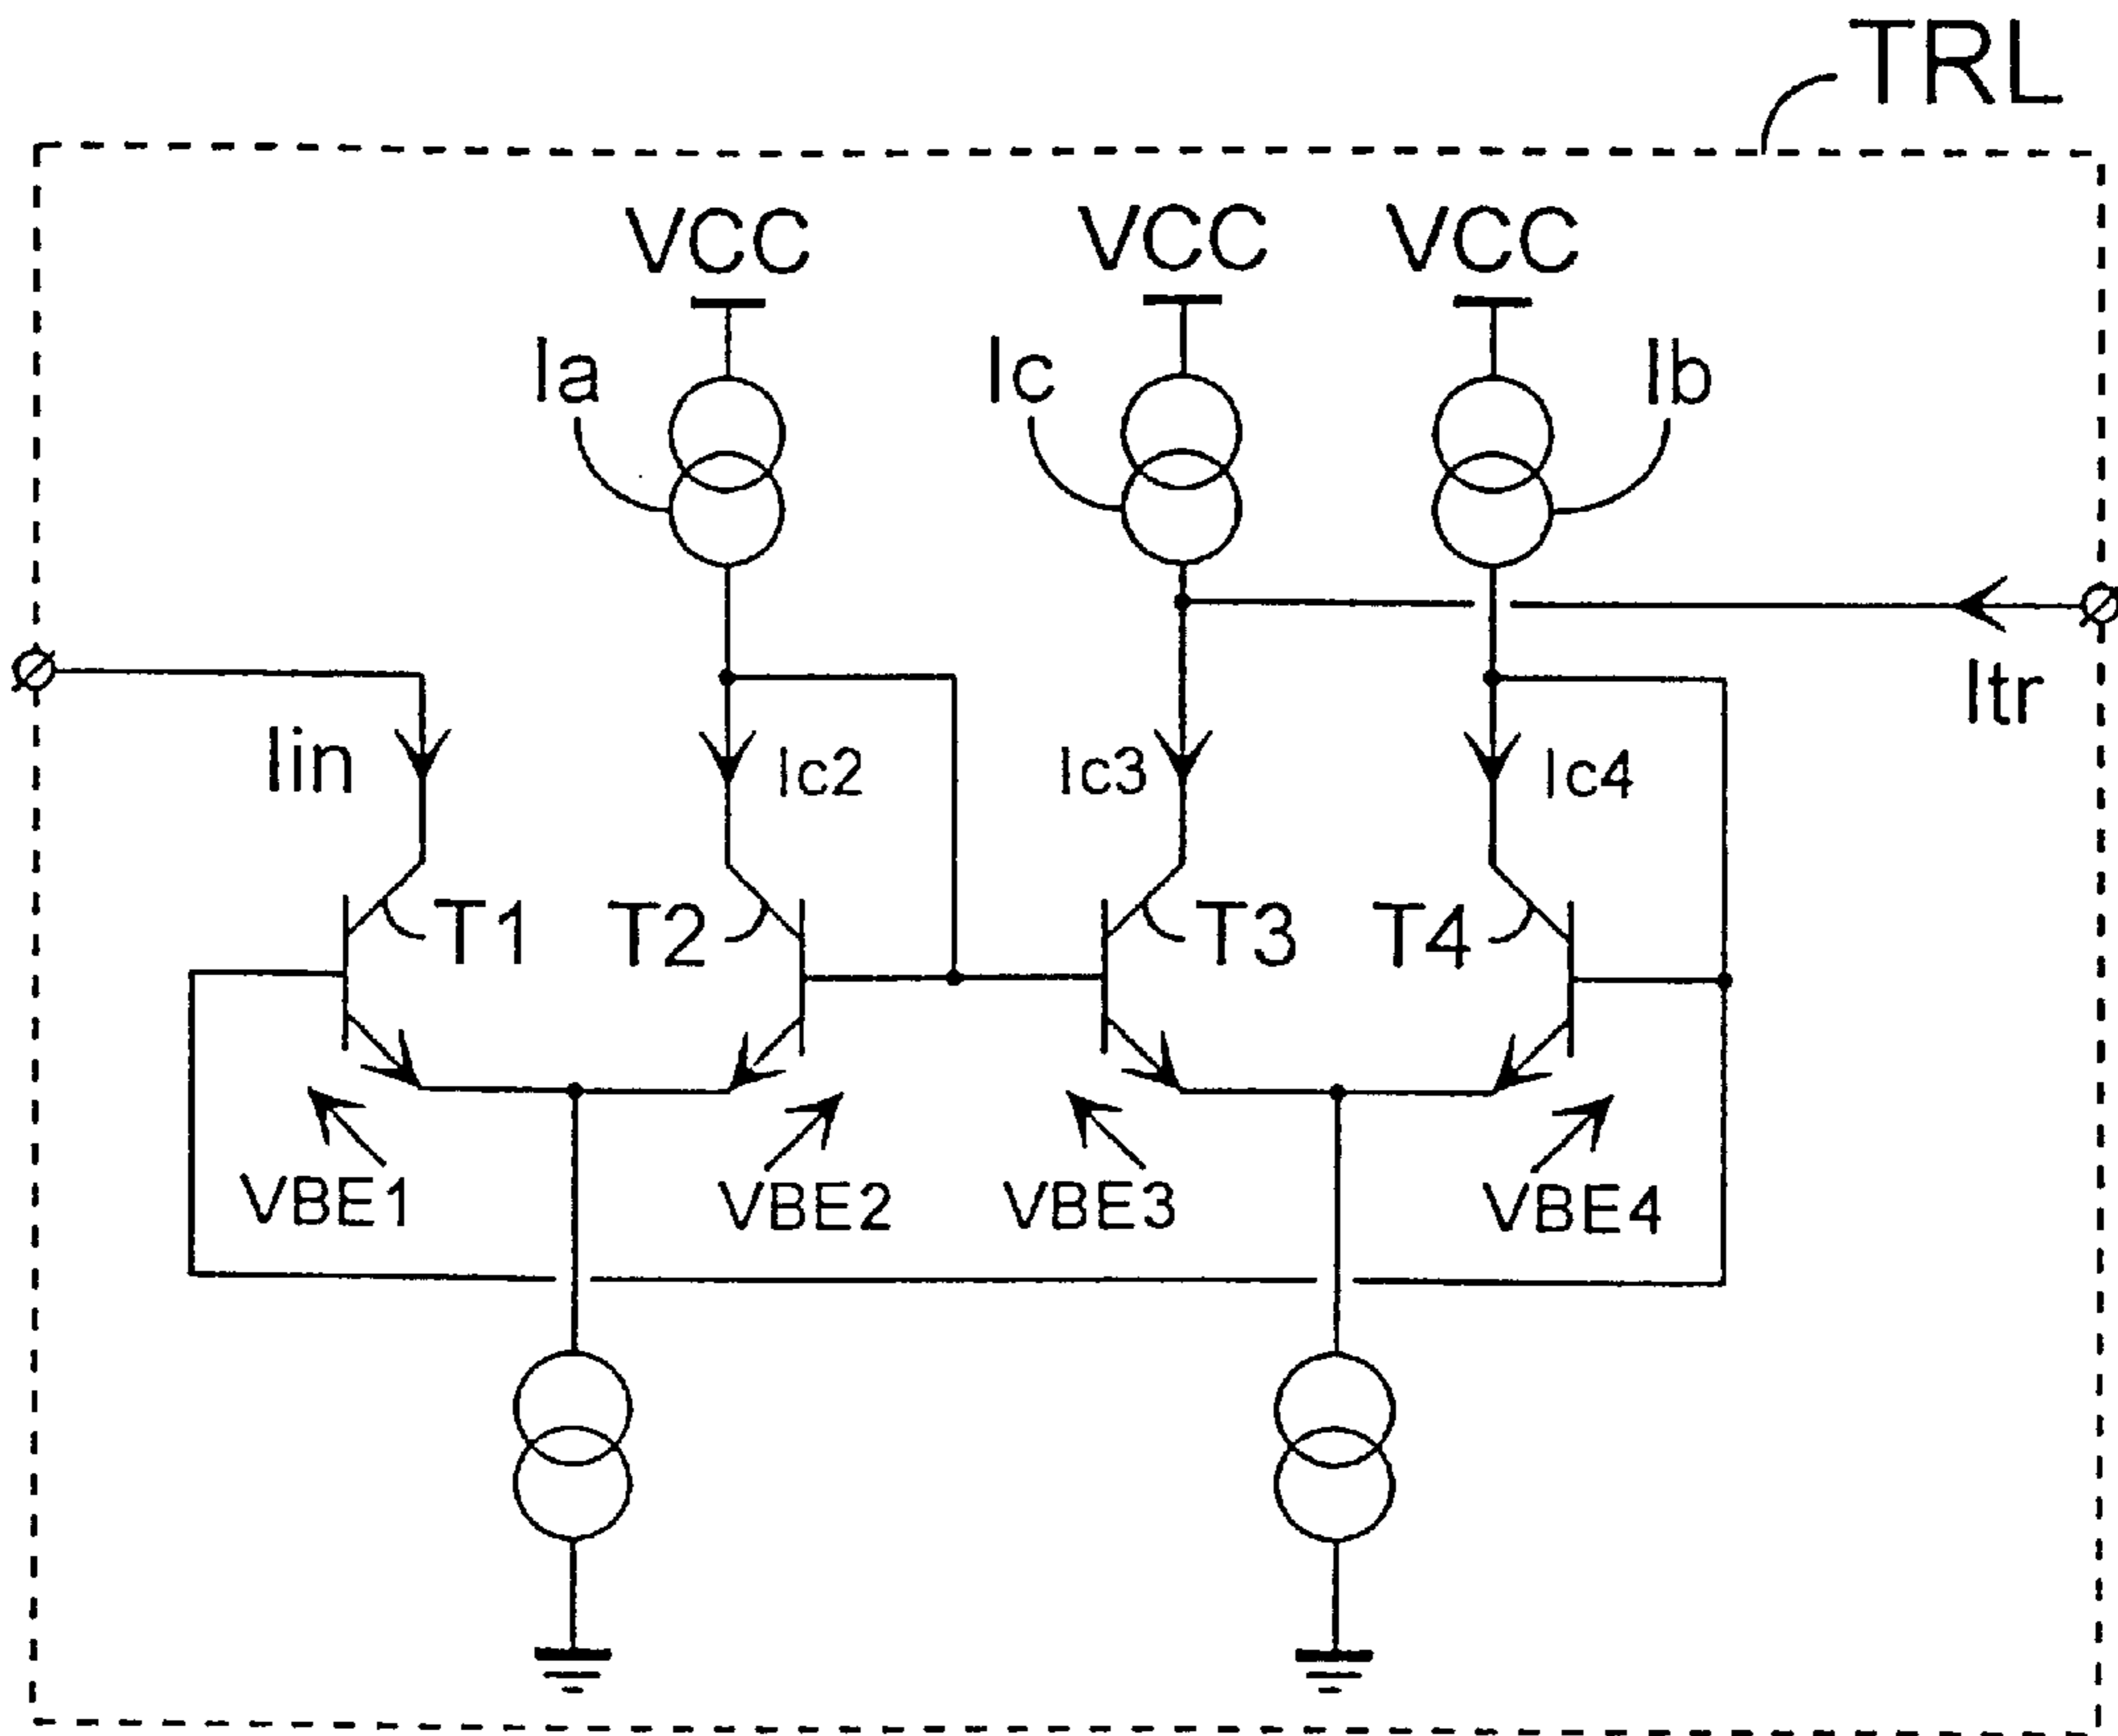 TRL
VCC VCC VCC
Ia Ic Ib
Itr
Iin Ic2 Ic3 Ic4
T1 T2 T3 T4
VBE1 VBE2 VBE3 VBE4